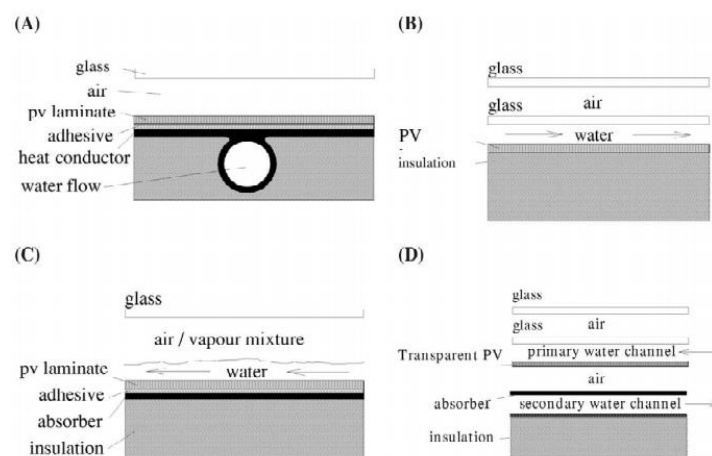 (A)
glass
air
pv laminate
adhesive
heat conductor
water flow
(B)
glass
glass air
PV water
insulation
(C)
glass
air / vapour mixture
water
pv laminate
adhesive
absorber
insulation
(D)
glass
air
glass
primary water channel
Transparent PV
air
absorber
secondary water channel
insulation